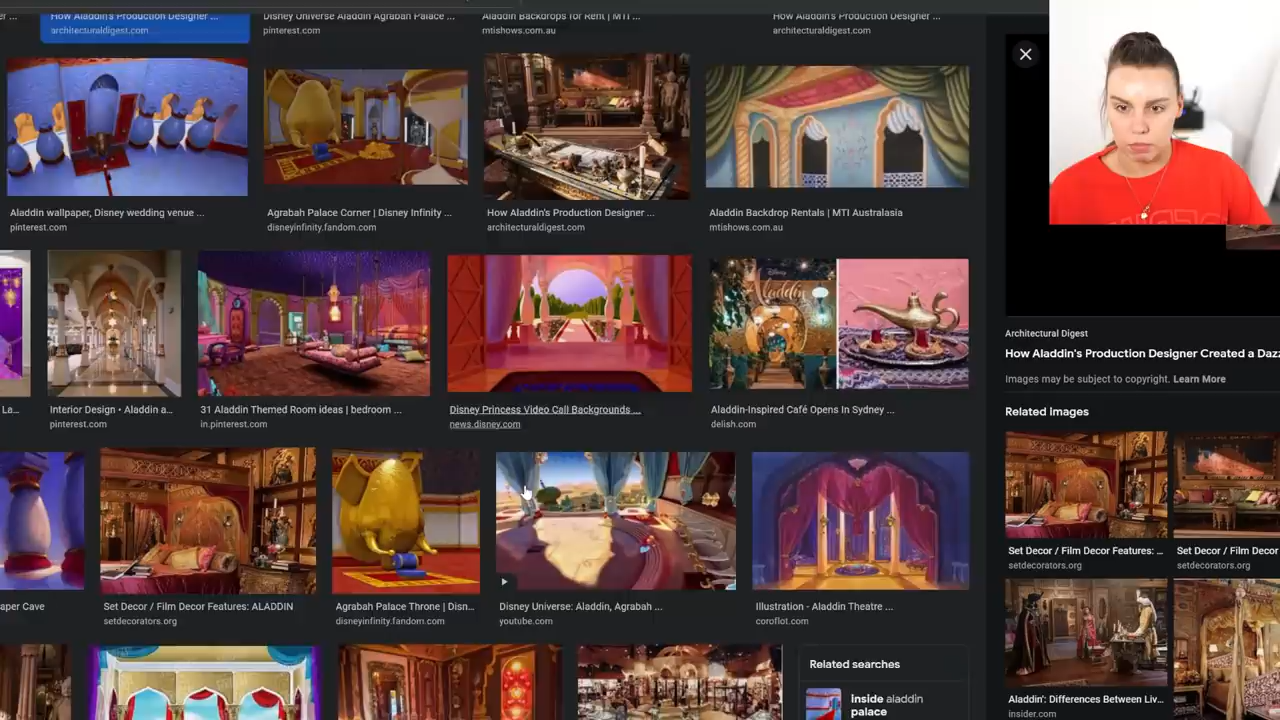 How Aladdin's Production Designer ...
architecturaldigest.com
Disney Universe Aladdin Agrabah Palace ...
pinterest.com
Aladdin Backdrops for Rent | MTI ...
mtishows.com.au
How Aladdin's Production Designer ...
architecturaldigest.com
Aladdin wallpaper, Disney wedding venue ...
pinterest.com
Agrabah Palace Corner | Disney Infinity ...
disneyinfinity.fandom.com
How Aladdin's Production Designer ...
architecturaldigest.com
Aladdin Backdrop Rentals | MTI Australasia
mtishows.com.au
Architectural Digest
How Aladdin's Production Designer Created a Dazz
Images may be subject to copyright. Learn More
Related images
La...
Interior Design • Aladdin a...
pinterest.com
31 Aladdin Themed Room ideas | bedroom ...
in.pinterest.com
Disney Princess Video Call Backgrounds ...
news.disney.com
Disney
Aladdin
Aladdin-Inspired Café Opens In Sydney ...
delish.com
Set Decor / Film Decor Features: ...
setdecorators.org
Set Decor / Film Decor
setdecorators.org
aper Cave
Set Decor / Film Decor Features: ALADDIN
setdecorators.org
Agrabah Palace Throne | Disn...
disneyinfinity.fandom.com
Disney Universe: Aladdin, Agrabah ...
youtube.com
Illustration - Aladdin Theatre ...
coroflot.com
Related searches
Inside aladdin
palace
Aladdin': Differences Between Liv...
insider.com